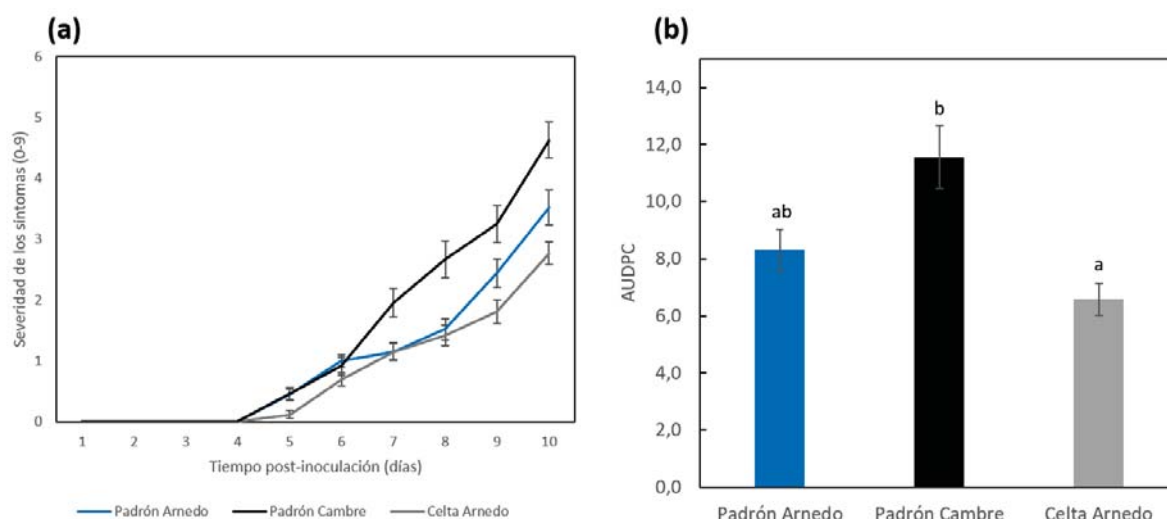 (a)
6
5
4
3
2
1
0
Severidad de los síntomas (0-9)
1 2 3 4 5 6 7 8 9 10
Tiempo post-inoculación (días)
Padrón Arnedo Padrón Cambre Celta Arnedo
(b)
14,0
12,0
10,0
8,0
6,0
4,0
2,0
0,0
AUDPC
ab
b
a
Padrón Arnedo Padrón Cambre Celta Arnedo